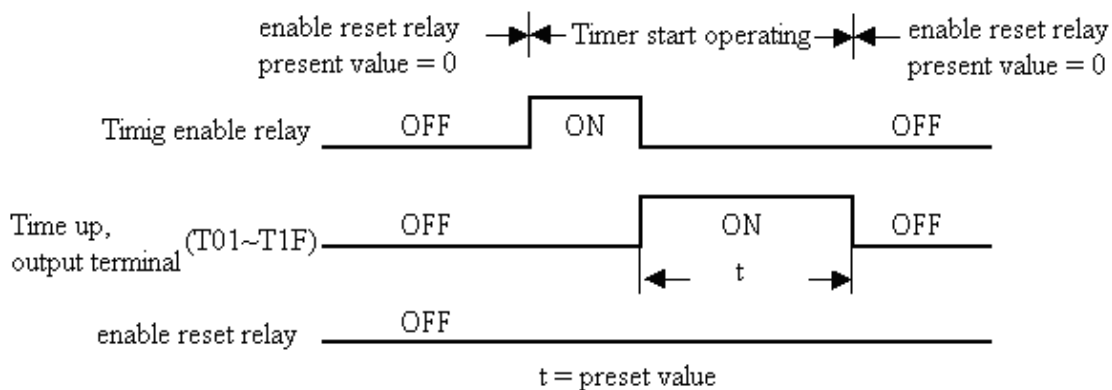 enable reset relay
present value = 0
Timer start operating
enable reset relay
present value = 0
Timig enable relay
OFF
ON
OFF
Time up,
output terminal
(T01~T1F)
OFF
ON
OFF
t
enable reset relay
OFF
t = preset value